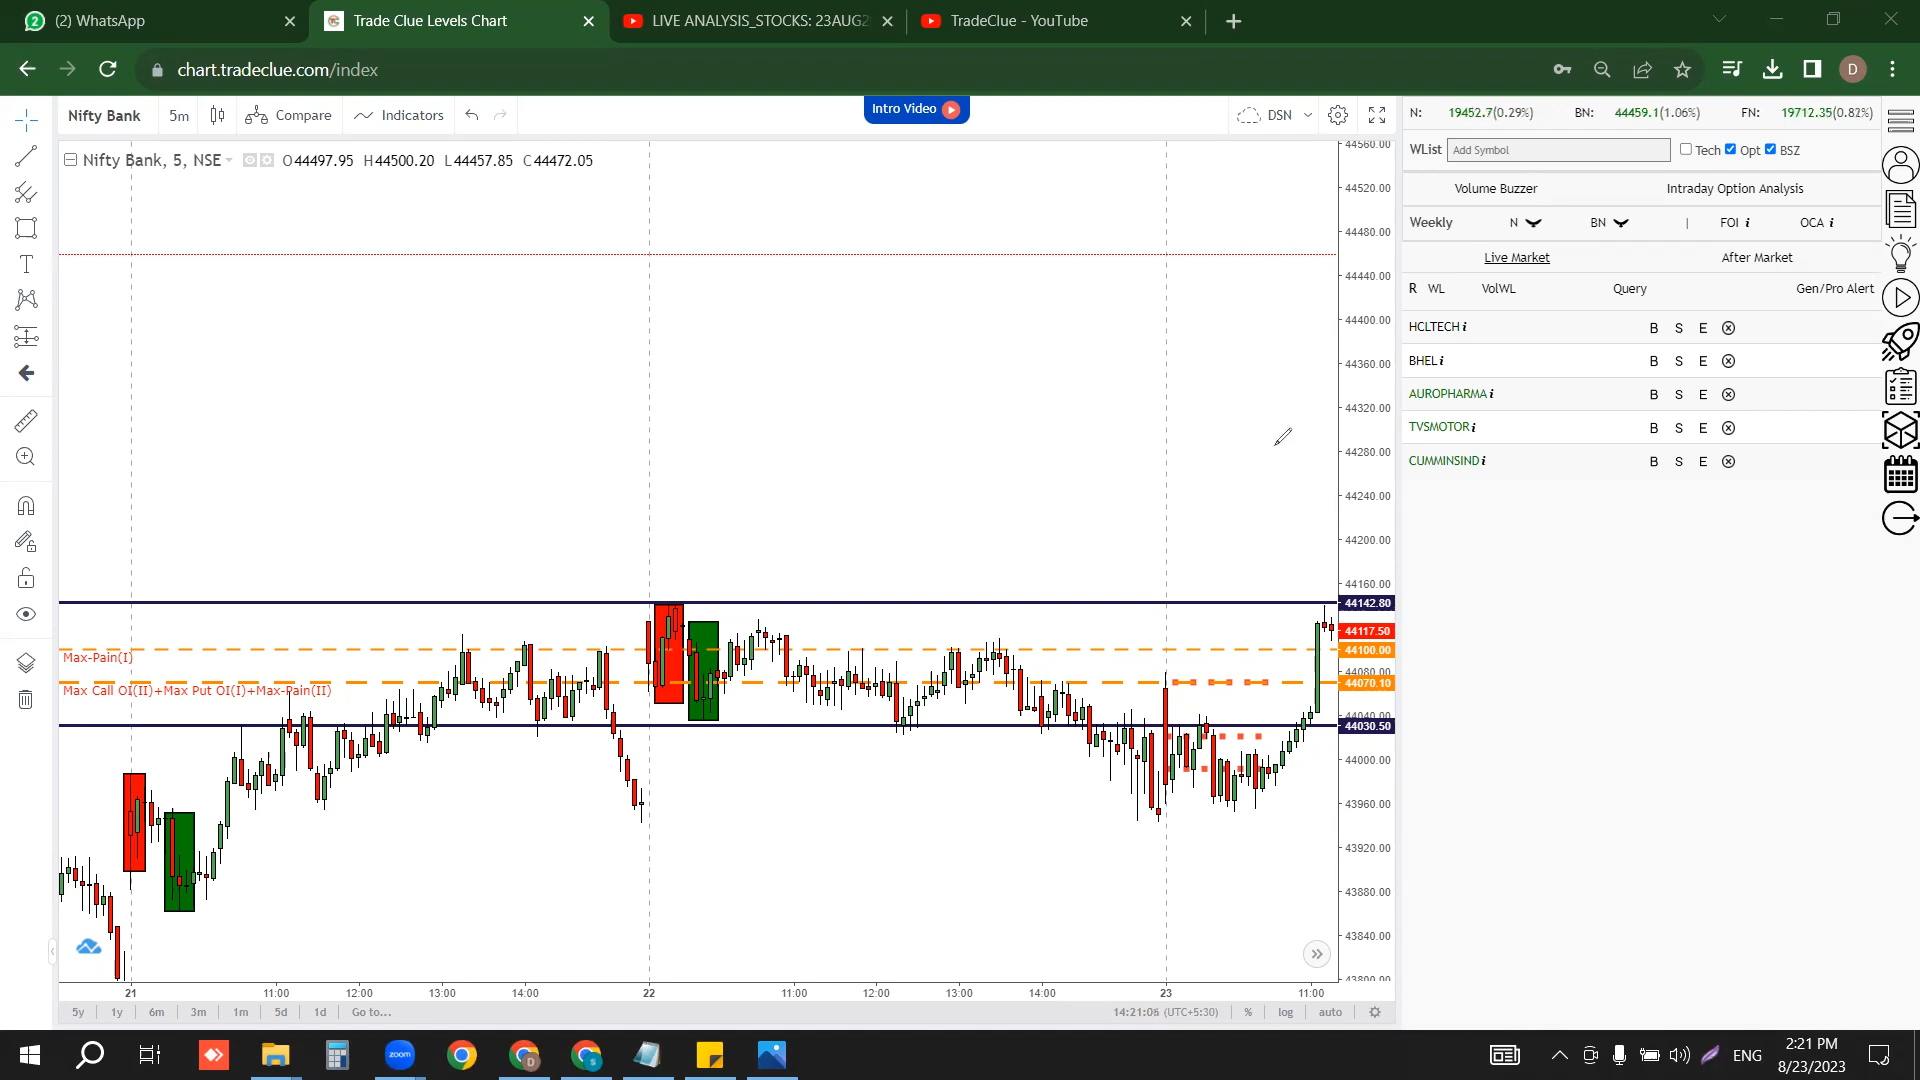 (2) WhatsApp
Trade Clue Levels Chart
LIVE ANALYSIS_STOCKS: 23AUG2
TradeClue - YouTube
chart.tradeclue.com/index
D
Nifty Bank
5m
Compare
Indicators
Intro Video
DSN
N: 19452.7(0.29%) BN: 44459.1(1.06%) FN: 19712.35(0.82%)
Nifty Bank, 5, NSE O44497.95 H44500.20 L44457.85 C44472.05
WList Add Symbol Tech Opt BSZ
Volume Buzzer Intraday Option Analysis
Weekly N BN | FOI i OCA i
Live Market After Market
R WL VolWL Query Gen/Pro Alert
HCLTECH i B S E
BHEL i B S E
AUROPHARMA i B S E
TVSMOTOR i B S E
CUMMINSIND i B S E
44560.00
44520.00
44480.00
44440.00
44400.00
44360.00
44320.00
44280.00
44240.00
44200.00
44160.00
44142.80
44117.50
44100.00
44080.00
44070.10
44040.00
44030.50
44000.00
43960.00
43920.00
43880.00
43840.00
43800.00
Max-Pain(I)
Max Call OI(II)+Max Put OI(I)+Max-Pain(II)
21 11:00 12:00 13:00 14:00 22 11:00 12:00 13:00 14:00 23 11:00
5y 1y 6m 3m 1m 5d 1d Go to... 14:21:06 (UTC+5:30) % log auto
zoom
D
S
ENG
2:21 PM
8/23/2023